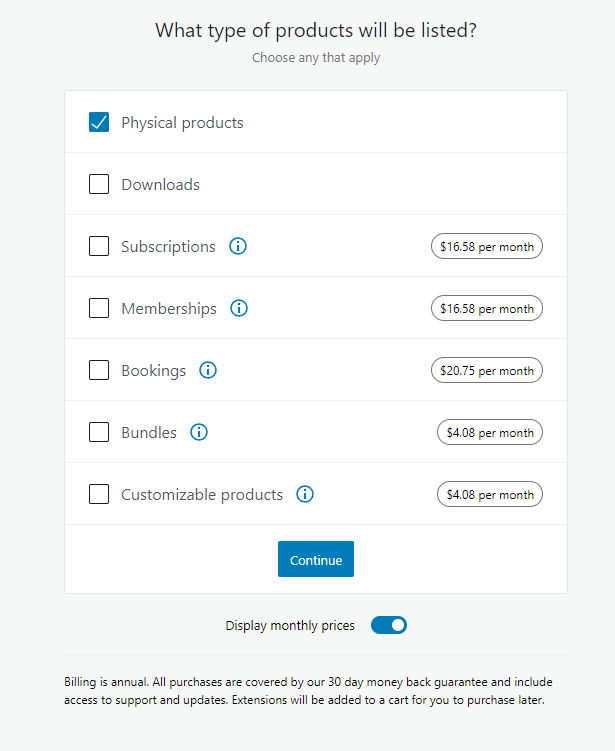 What type of products will be listed?
Choose any that apply
Physical products
Downloads
Subscriptions $16.58 per month
Memberships $16.58 per month
Bookings $20.75 per month
Bundles $4.08 per month
Customizable products $4.08 per month
Continue
Display monthly prices
Billing is annual. All purchases are covered by our 30 day money back guarantee and include
access to support and updates. Extensions will be added to a cart for you to purchase later.